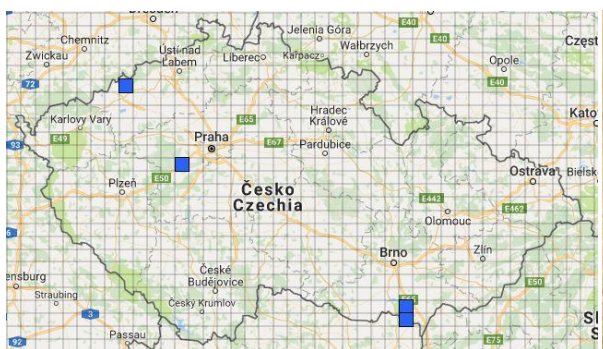 Dresden
Chemnitz
Zwickau
Ústí nad
Labem
Liberec
Jelenia Góra
Karpacz
Wałbrzych
E40
E40
Opole
E40
Częst
72
Karlovy Vary
E49
93
Praha
E65
E67
Hradec
Králové
Pardubice
Kato
Plzeň
E50
Česko
Czechia
E442
Olomouc
E462
Ostrava
Bielsk
6
Brno
Zlín
E50
ensburg
Straubing
České
Budějovice
Český Krumlov
3
Passau
92
E75
Sl
S